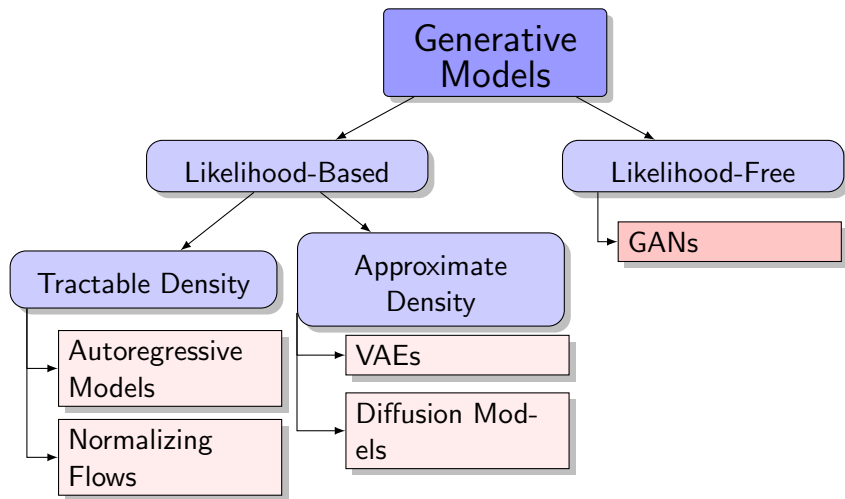 Generative
Models
Likelihood-Based
Likelihood-Free
GANs
Tractable Density
Approximate
Density
Autoregressive
Models
Normalizing
Flows
VAEs
Diffusion Mod-
els